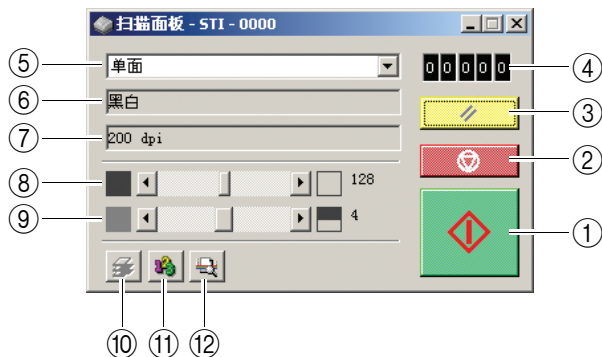 扫描面板 - STI - 0000
⑤ 单面 00000 ④
⑥ 黑白 ③
⑦ 200 dpi ②
⑧ 128
⑨ 4 ①
⑩ ⑪ ⑫